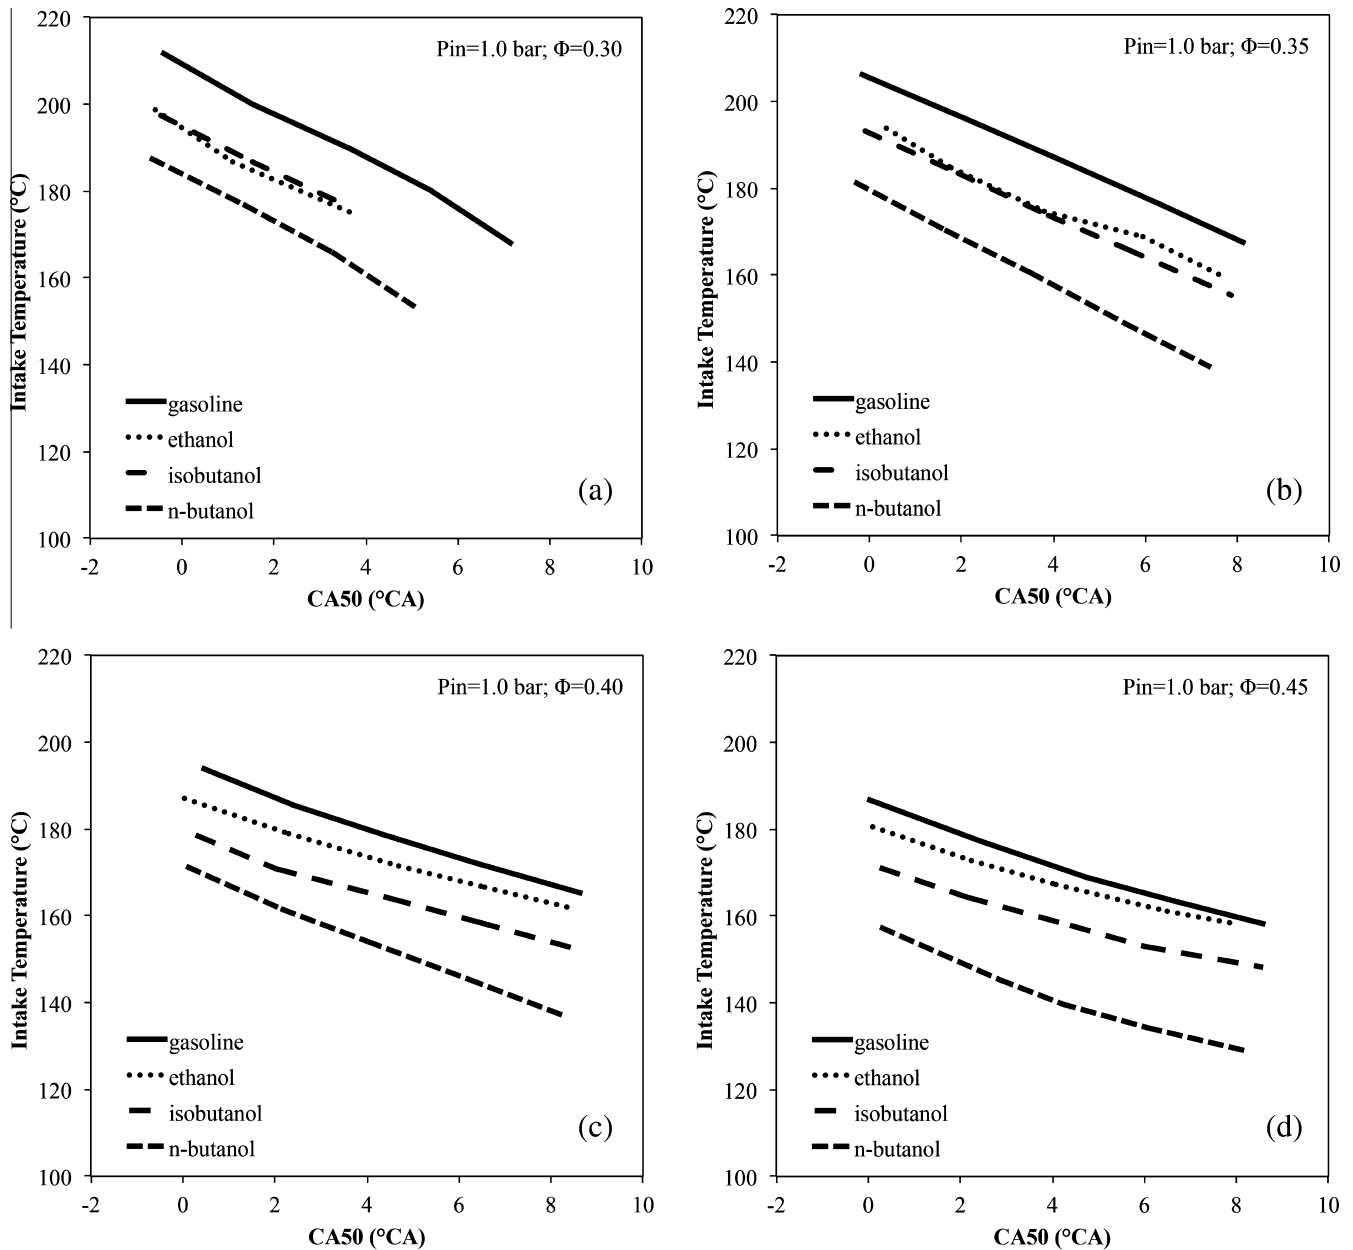 Pin=1.0 bar; Φ=0.30
220
200
180
160
140
120
100
Intake Temperature (°C)
gasoline
ethanol
isobutanol
n-butanol
(a)
-2 0 2 4 6 8 10
CA50 (°CA)
Pin=1.0 bar; Φ=0.35
220
200
180
160
140
120
100
Intake Temperature (°C)
gasoline
ethanol
isobutanol
n-butanol
(b)
-2 0 2 4 6 8 10
CA50 (°CA)
Pin=1.0 bar; Φ=0.40
220
200
180
160
140
120
100
Intake Temperature (°C)
gasoline
ethanol
isobutanol
n-butanol
(c)
-2 0 2 4 6 8 10
CA50 (°CA)
Pin=1.0 bar; Φ=0.45
220
200
180
160
140
120
100
Intake Temperature (°C)
gasoline
ethanol
isobutanol
n-butanol
(d)
-2 0 2 4 6 8 10
CA50 (°CA)